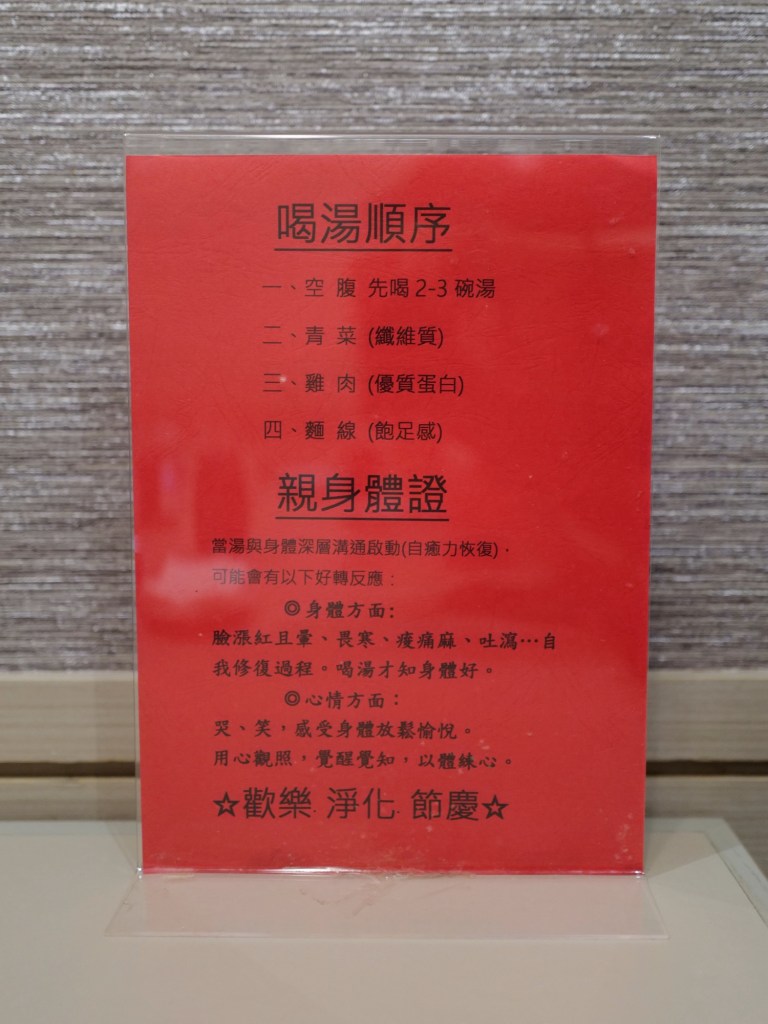 喝湯順序
一、空 腹 先喝 2-3 碗湯
二、青 菜 (纖維質)
三、雞 肉 (優質蛋白)
四、麵 線 (飽足感)
親身體證
當湯與身體深層溝通啟動(自癒力恢復)，
可能會有以下好轉反應：
◎身體方面:
臉漲紅且暈、畏寒、痠痛麻、吐瀉…自
我修復過程。喝湯才知身體好。
◎心情方面：
哭、笑，感受身體放鬆愉悅。
用心觀照，覺醒覺知，以體練心。
☆歡樂. 淨化. 節慶☆